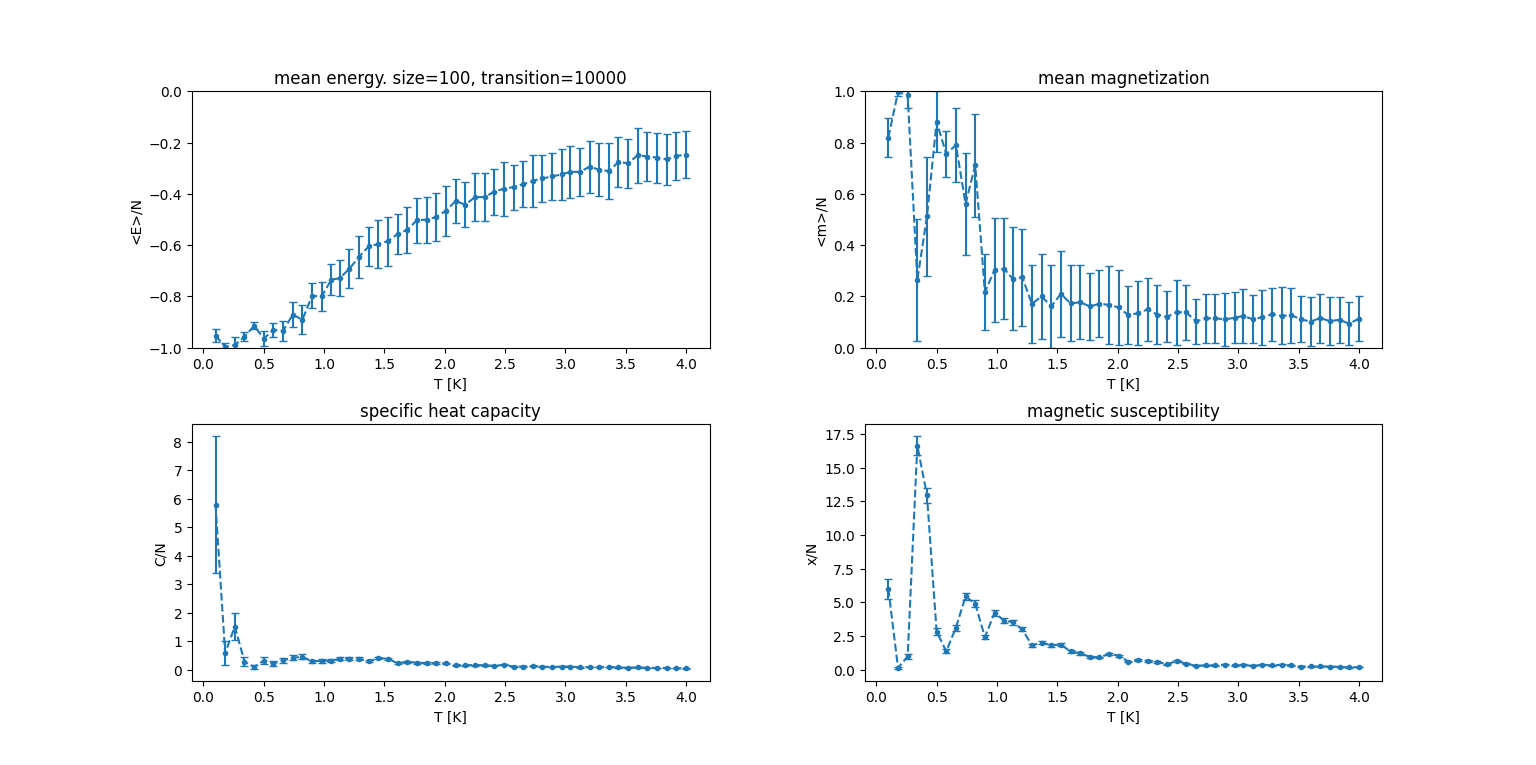 mean energy. size=100, transition=10000
0.0
−0.2
−0.4
−0.6
−0.8
−1.0
<E>/N
0.0 0.5 1.0 1.5 2.0 2.5 3.0 3.5 4.0
T [K]
mean magnetization
1.0
0.8
0.6
0.4
0.2
0.0
<m>/N
0.0 0.5 1.0 1.5 2.0 2.5 3.0 3.5 4.0
T [K]
specific heat capacity
8
7
6
5
4
3
2
1
0
C/N
0.0 0.5 1.0 1.5 2.0 2.5 3.0 3.5 4.0
T [K]
magnetic susceptibility
17.5
15.0
12.5
10.0
7.5
5.0
2.5
0.0
x/N
0.0 0.5 1.0 1.5 2.0 2.5 3.0 3.5 4.0
T [K]